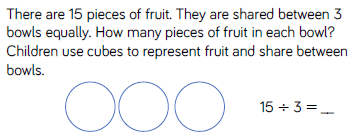 There are 15 pieces of fruit. They are shared between 3
bowls equally. How many pieces of fruit in each bowl?
Children use cubes to represent fruit and share between
bowls.
15 ÷ 3 = _